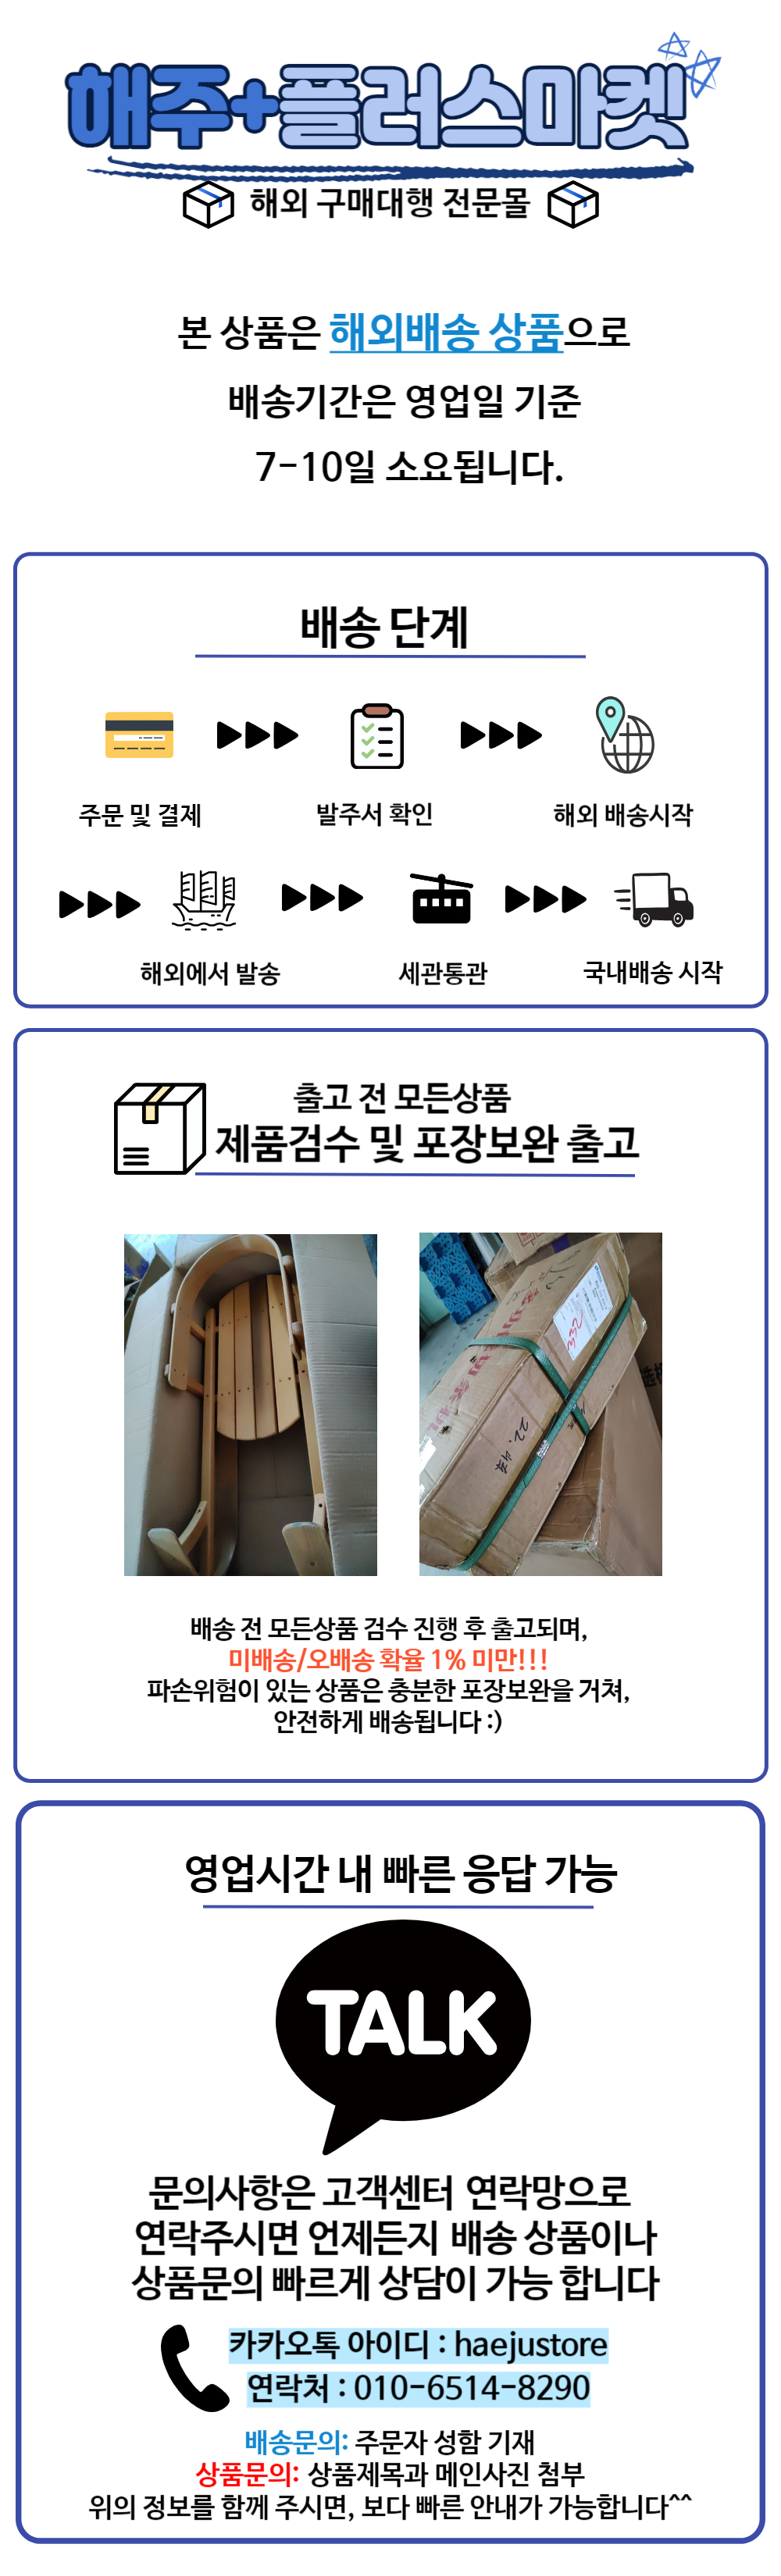 해주+플러스마켓
해외 구매대행 전문몰
본 상품은 해외배송 상품으로
배송기간은 영업일 기준
7-10일 소요됩니다.
배송 단계
주문 및 결제
발주서 확인
해외 배송시작
해외에서 발송
세관통관
국내배송 시작
출고 전 모든상품
제품검수 및 포장보완 출고
22.
배송 전 모든상품 검수 진행 후 출고되며,
미배송/오배송 확율 1% 미만!!!
파손위험이 있는 상품은 충분한 포장보완을 거쳐,
안전하게 배송됩니다 :)
영업시간 내 빠른 응답 가능
TALK
문의사항은 고객센터 연락망으로
연락주시면 언제든지 배송 상품이나
상품문의 빠르게 상담이 가능 합니다
카카오톡 아이디 : haejustore
연락처 : 010-6514-8290
배송문의: 주문자 성함 기재
상품문의: 상품제목과 메인사진 첨부
위의 정보를 함께 주시면, 보다 빠른 안내가 가능합니다^^